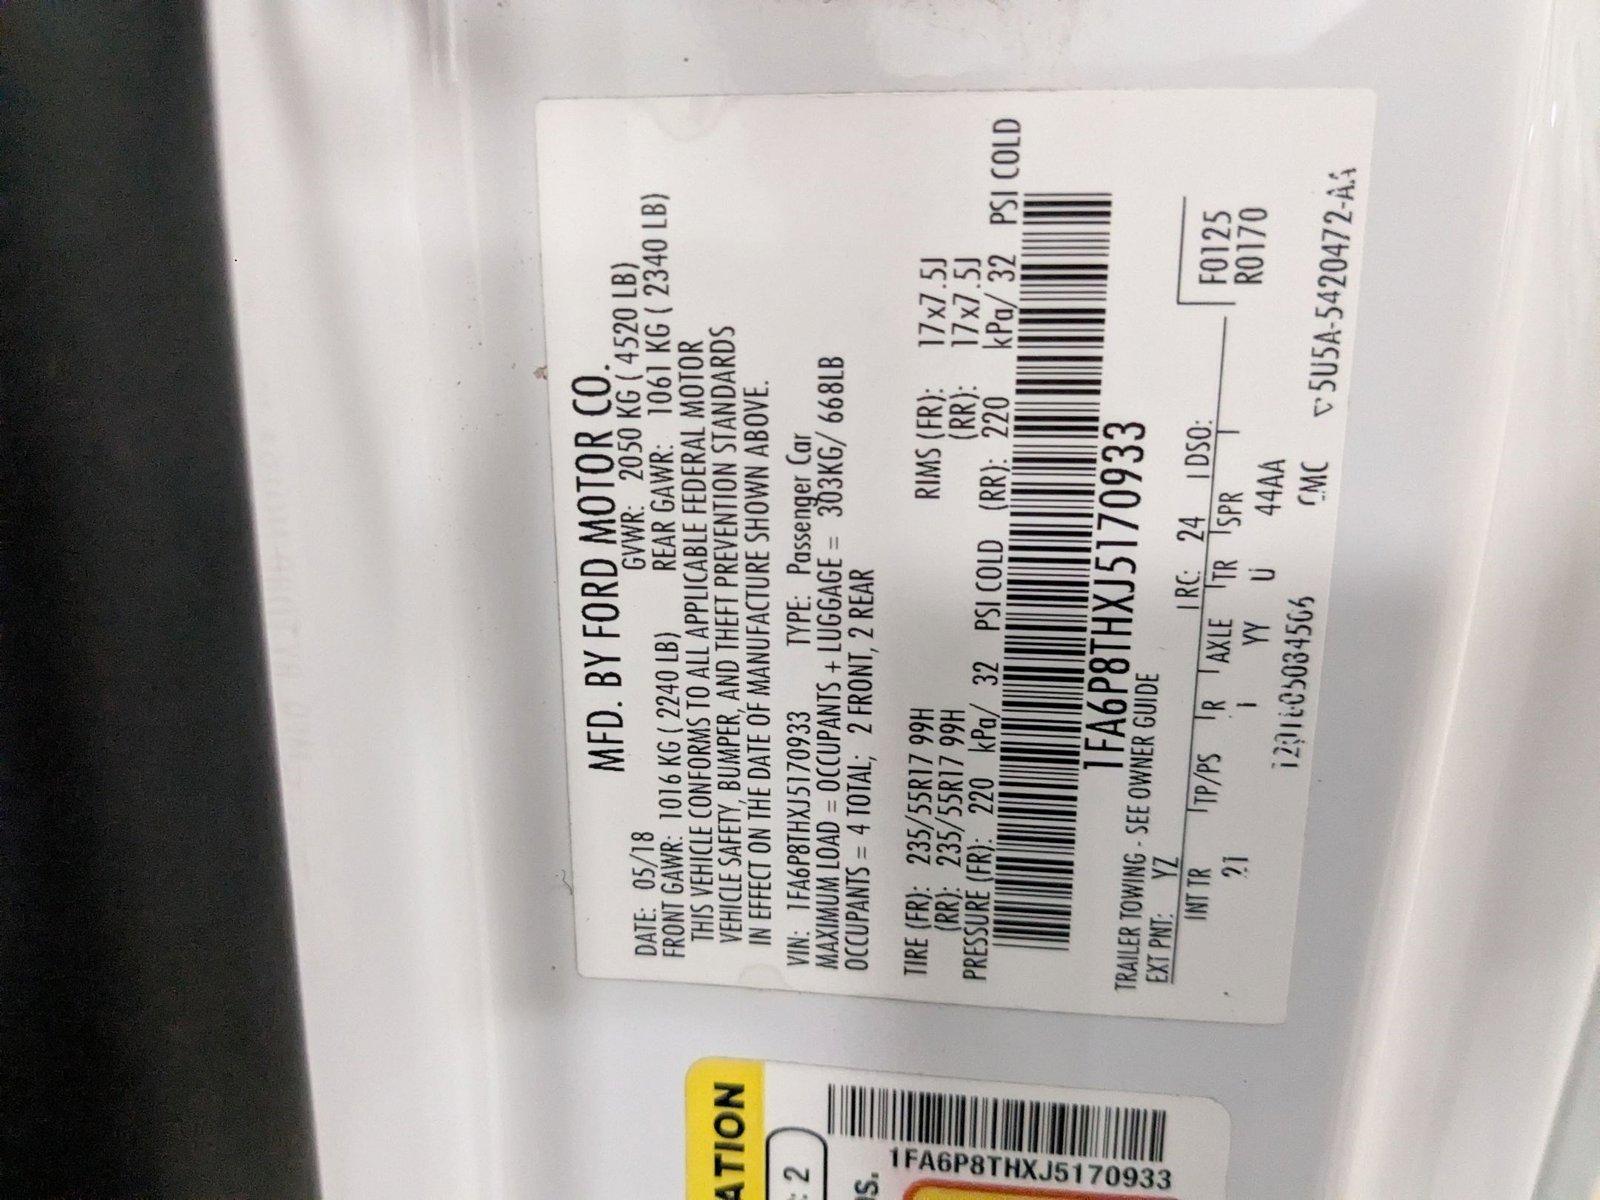 MFD. BY FORD MOTOR CO.
DATE: 05/18 GVWR: 2050 KG ( 4520 LB)
FRONT GAWR: 1016 KG ( 2240 LB) REAR GAWR: 1061 KG ( 2340 LB)
THIS VEHICLE CONFORMS TO ALL APPLICABLE FEDERAL MOTOR
VEHICLE SAFETY, BUMPER, AND THEFT PREVENTION STANDARDS
IN EFFECT ON THE DATE OF MANUFACTURE SHOWN ABOVE.
VIN: 1FA6P8THXJ5170933 TYPE: Passenger Car
MAXIMUM LOAD = OCCUPANTS + LUGGAGE = 303KG/ 668LB
OCCUPANTS = 4 TOTAL; 2 FRONT, 2 REAR
TIRE (FR): 235/55R17 99H RIMS (FR): 17x7.5J
(RR): 235/55R17 99H (RR): 17x7.5J
PRESSURE (FR): 220 kPa/ 32 PSI COLD (RR): 220 kPa/ 32 PSI COLD
1FA6P8THXJ5170933
TRAILER TOWING - SEE OWNER GUIDE
EXT PNT: YZ RC: 24 DSO: F0125
INT TR TP/PS R AXLE TR SPR R0170
21 I YY U 44AA
▽5U5A-5420472-AA
ATION
: 2
1FA6P8THXJ5170933